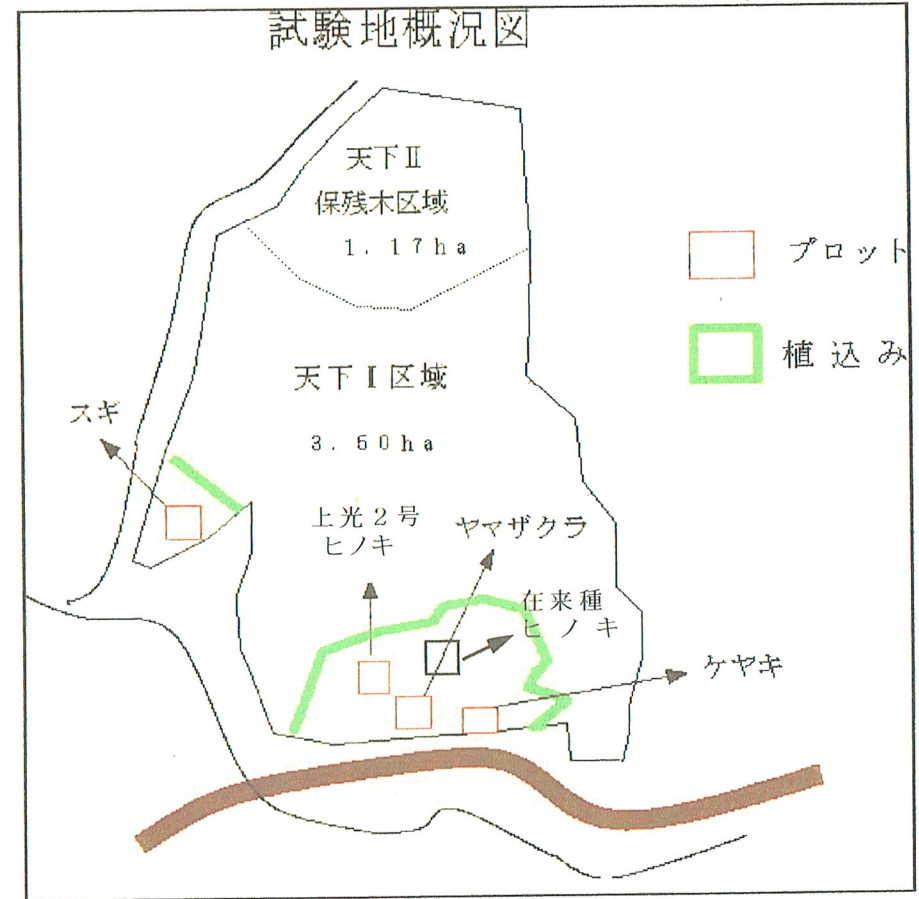 試験地概況図
天下Ⅱ
保残木区域
1.17ha
プロット
植込み
天下Ⅰ区域
3.50ha
スギ
上光2号
ヒノキ
ヤマザクラ
在来種
ヒノキ
ケヤキ